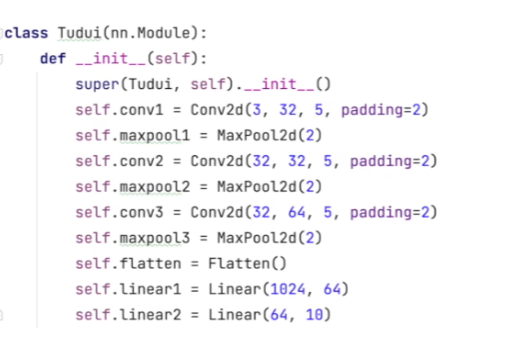 class Tudui(nn.Module):
    def __init__(self):
        super(Tudui, self).__init__()
        self.conv1 = Conv2d(3, 32, 5, padding=2)
        self.maxpool1 = MaxPool2d(2)
        self.conv2 = Conv2d(32, 32, 5, padding=2)
        self.maxpool2 = MaxPool2d(2)
        self.conv3 = Conv2d(32, 64, 5, padding=2)
        self.maxpool3 = MaxPool2d(2)
        self.flatten = Flatten()
        self.linear1 = Linear(1024, 64)
        self.linear2 = Linear(64, 10)